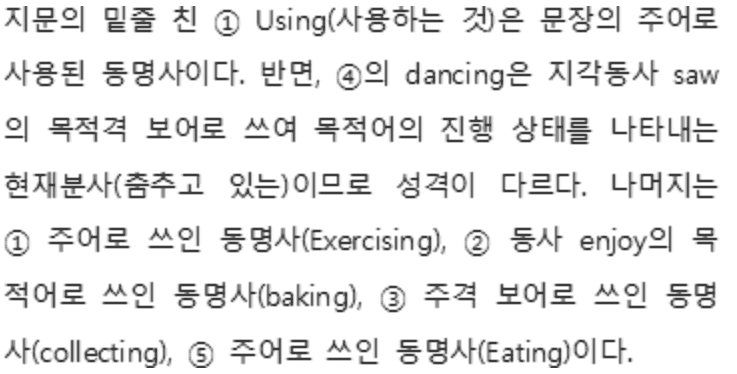 지문의 밑줄 친 ① Using(사용하는 것)은 문장의 주어로
사용된 동명사이다. 반면, ④의 dancing은 지각동사 saw
의 목적격 보어로 쓰여 목적어의 진행 상태를 나타내는
현재분사(춤추고 있는)이므로 성격이 다르다. 나머지는
① 주어로 쓰인 동명사(Exercising), ② 동사 enjoy의 목
적어로 쓰인 동명사(baking), ③ 주격 보어로 쓰인 동명
사(collecting), ⑤ 주어로 쓰인 동명사(Eating)이다.